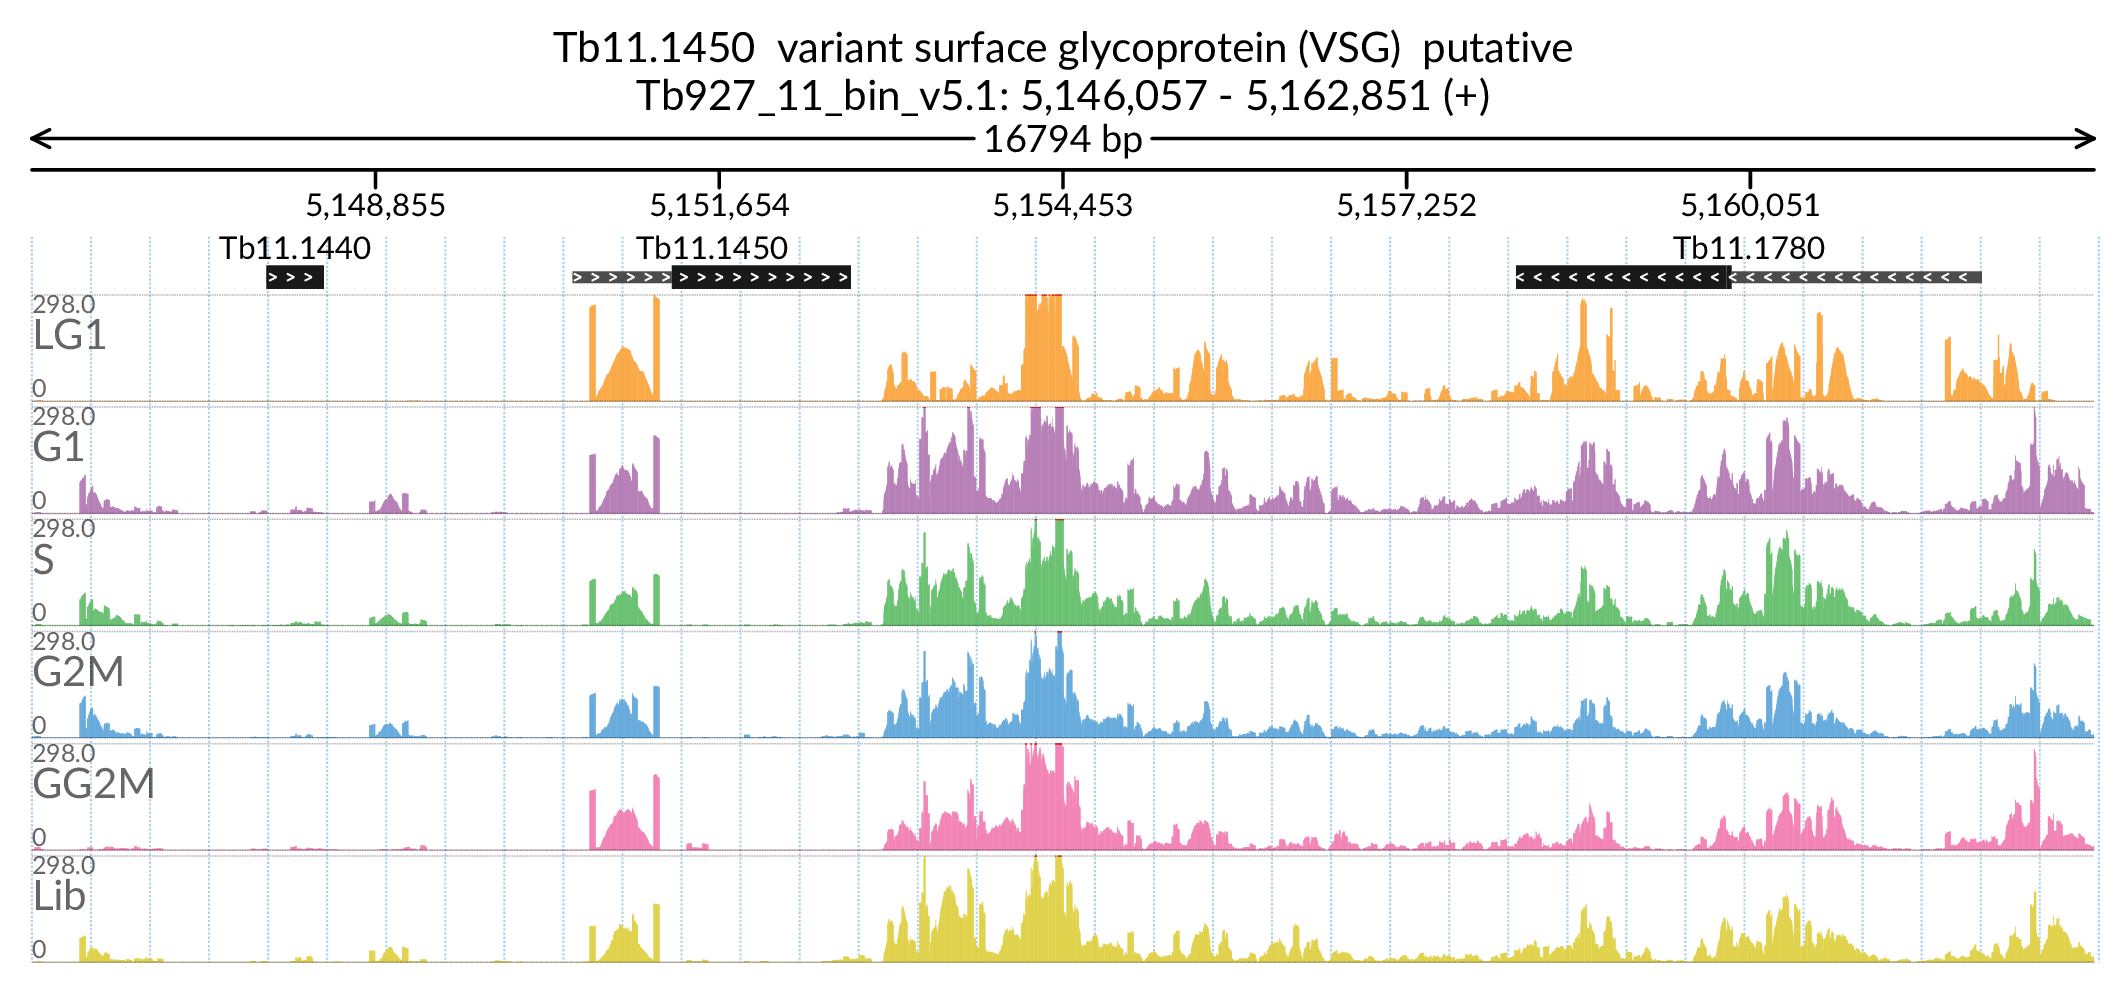 Tb11.1450 variant surface glycoprotein (VSG) putative
Tb927_11_bin_v5.1: 5,146,057 - 5,162,851 (+)
16794 bp
5,148,855 5,151,654 5,154,453 5,157,252 5,160,051
Tb11.1440 Tb11.1450 Tb11.1780
298.0
LG1
0
298.0
G1
0
298.0
S
0
298.0
G2M
0
298.0
GG2M
0
298.0
Lib
0